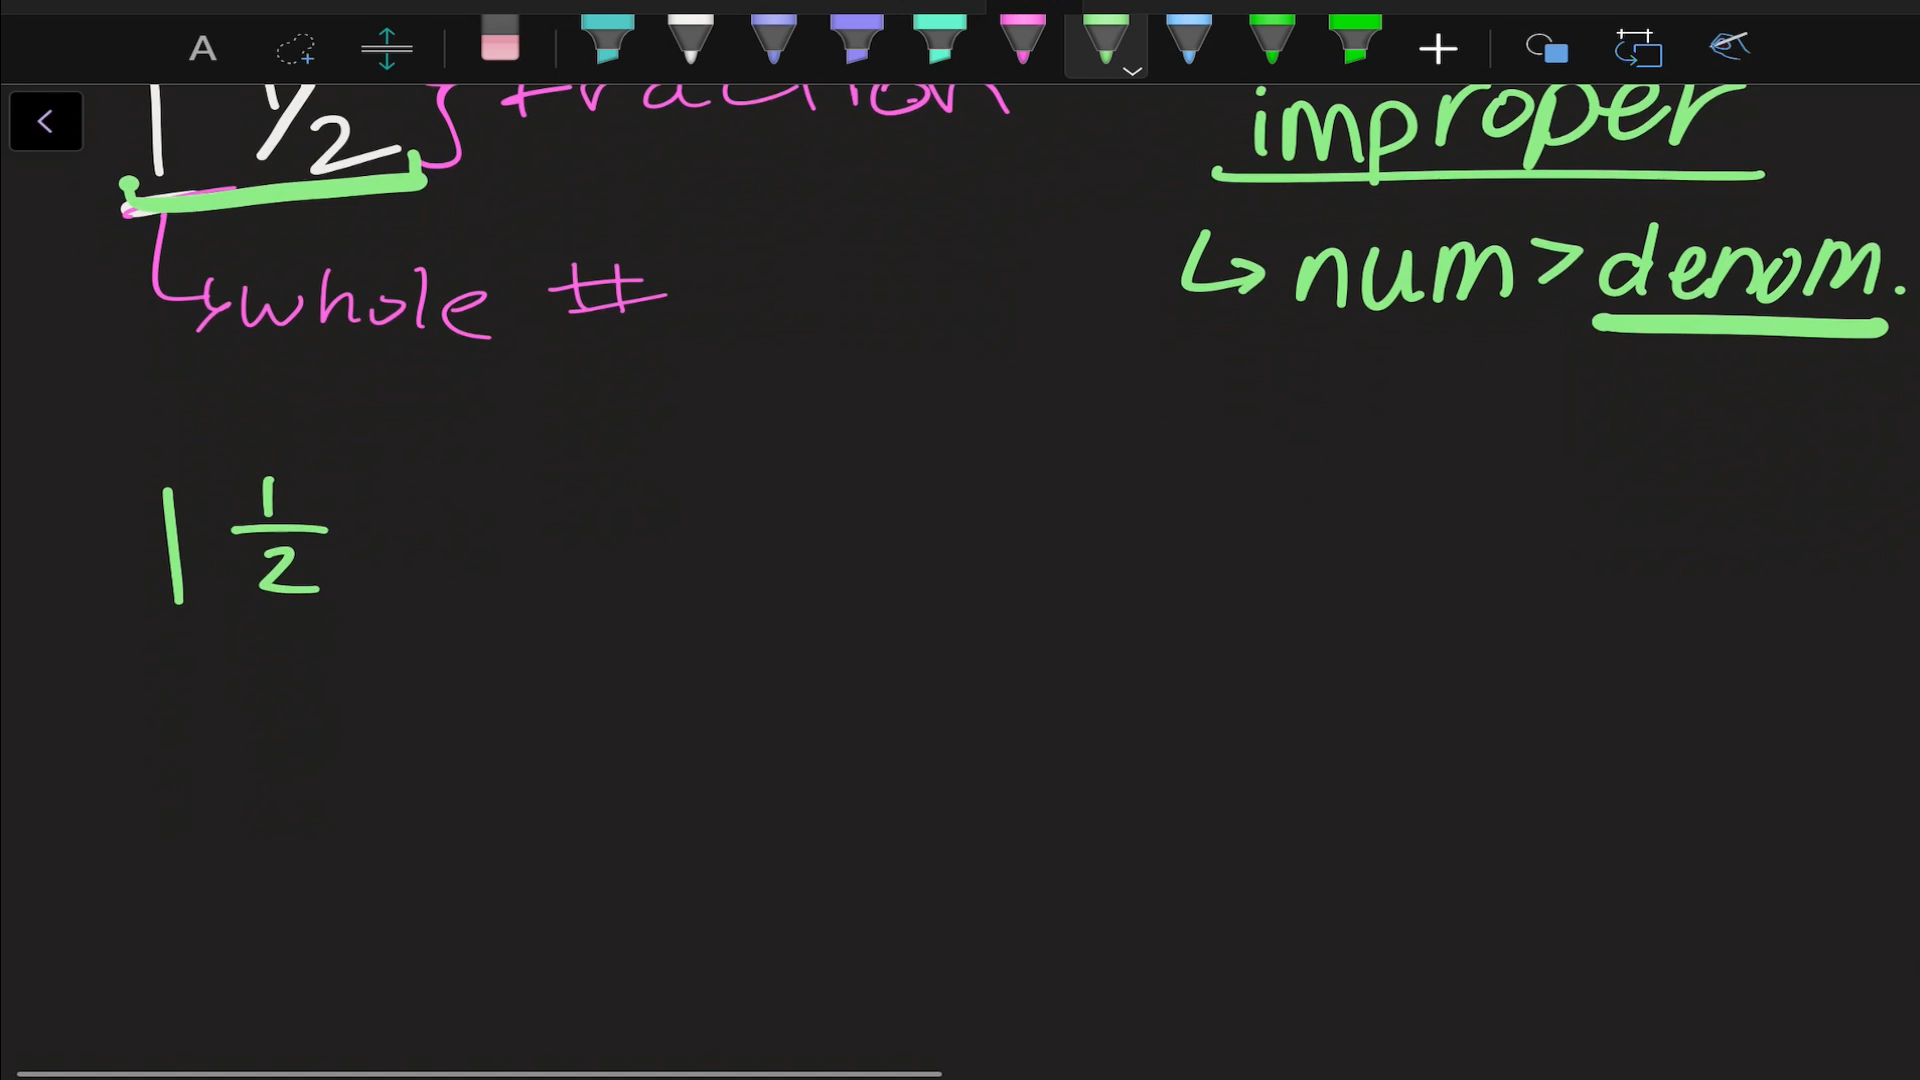 A
1 1/2 } fraction
improper
↳ num > denom.
↳ whole #
1 1/2